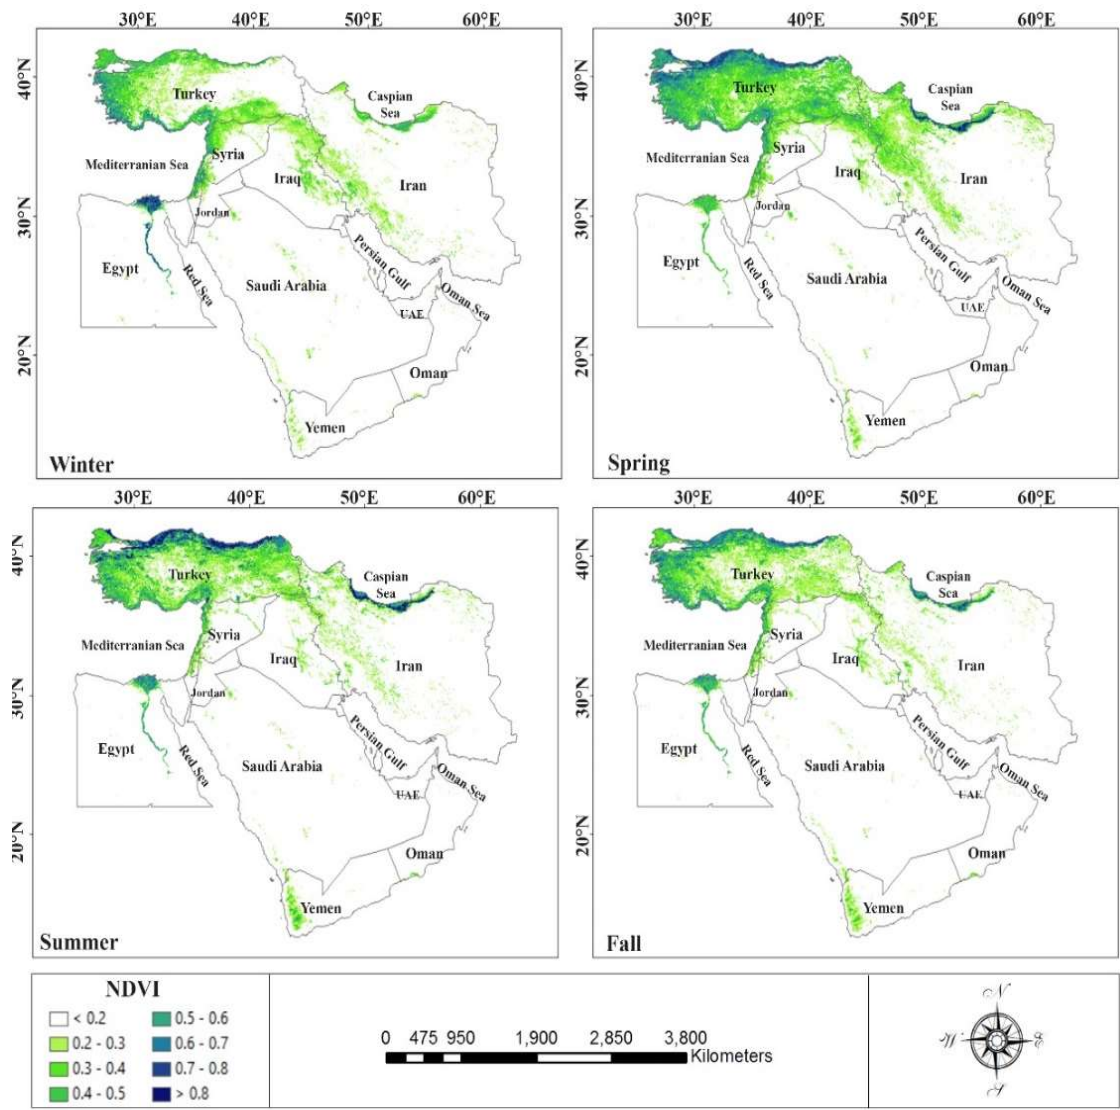 30°E 40°E 50°E 60°E
40°N
30°N
20°N
Turkey
Caspian
Sea
Mediterranian Sea
Syria
Iraq
Iran
Jordan
Egypt
Red Sea
Persian Gulf
Saudi Arabia
Oman Sea
UAE
Oman
Yemen
Winter
30°E 40°E 50°E 60°E
40°N
30°N
20°N
Turkey
Caspian
Sea
Mediterranian Sea
Syria
Iraq
Iran
Jordan
Egypt
Red Sea
Persian Gulf
Saudi Arabia
Oman Sea
UAE
Oman
Yemen
Spring
30°E 40°E 50°E 60°E
40°N
30°N
20°N
Turkey
Caspian
Sea
Mediterranian Sea
Syria
Iraq
Iran
Jordan
Egypt
Red Sea
Persian Gulf
Saudi Arabia
Oman Sea
UAE
Oman
Yemen
Summer
30°E 40°E 50°E 60°E
40°N
30°N
20°N
Turkey
Caspian
Sea
Mediterranian Sea
Syria
Iraq
Iran
Jordan
Egypt
Red Sea
Persian Gulf
Saudi Arabia
Oman Sea
UAE
Oman
Yemen
Fall
NDVI
< 0.2
0.2 - 0.3
0.3 - 0.4
0.4 - 0.5
0.5 - 0.6
0.6 - 0.7
0.7 - 0.8
> 0.8
0 475 950 1,900 2,850 3,800
Kilometers
N
W E
S